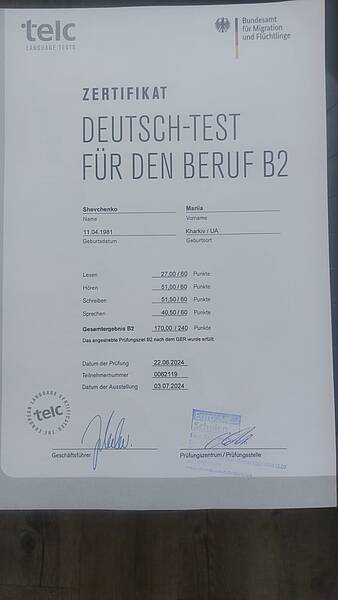 telc
LANGUAGE TESTS
Bundesamt
für Migration
und Flüchtlinge
ZERTIFIKAT
DEUTSCH-TEST
FÜR DEN BERUF B2
Shevchenko Mariia
Name Vorname
11.04.1981 Kharkiv / UA
Geburtsdatum Geburtsort
Lesen 27,00 / 60 Punkte
Hören 51,00 / 60 Punkte
Schreiben 51,50 / 60 Punkte
Sprechen 40,50 / 60 Punkte
Gesamtergebnis B2 170,00 / 240 Punkte
Das angestrebte Prüfungsziel B2 nach dem GER wurde erfüllt.
Datum der Prüfung 22.06.2024
Teilnehmernummer 0062119
Datum der Ausstellung 03.07.2024
telc
Euro
Schulen
Geschäftsführer Prüfungszentrum / Prüfungsstelle